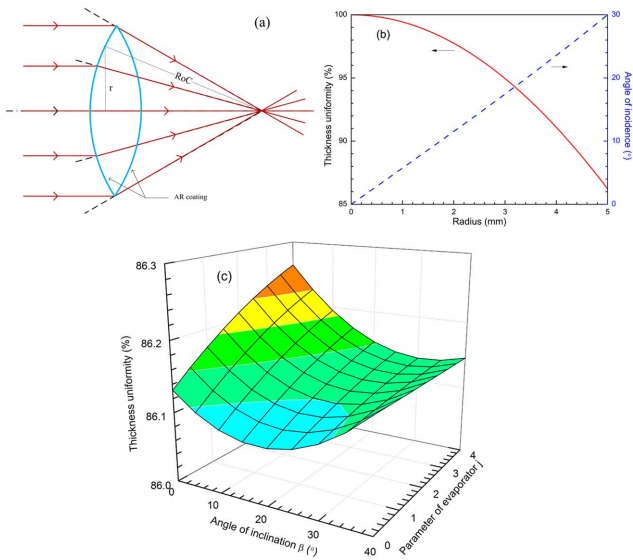 (a)
RoC
r
AR coating
(b)
Thickness uniformity (%)
100
95
90
85
0 1 2 3 4 5
Radius (mm)
30
20
10
0
Angle of incidence (°)
(c)
Thickness uniformity (%)
86.3
86.2
86.1
86.0
0 10 20 30 40
Angle of inclination β (°)
0 1 2 3 4
Parameter of evaporator j